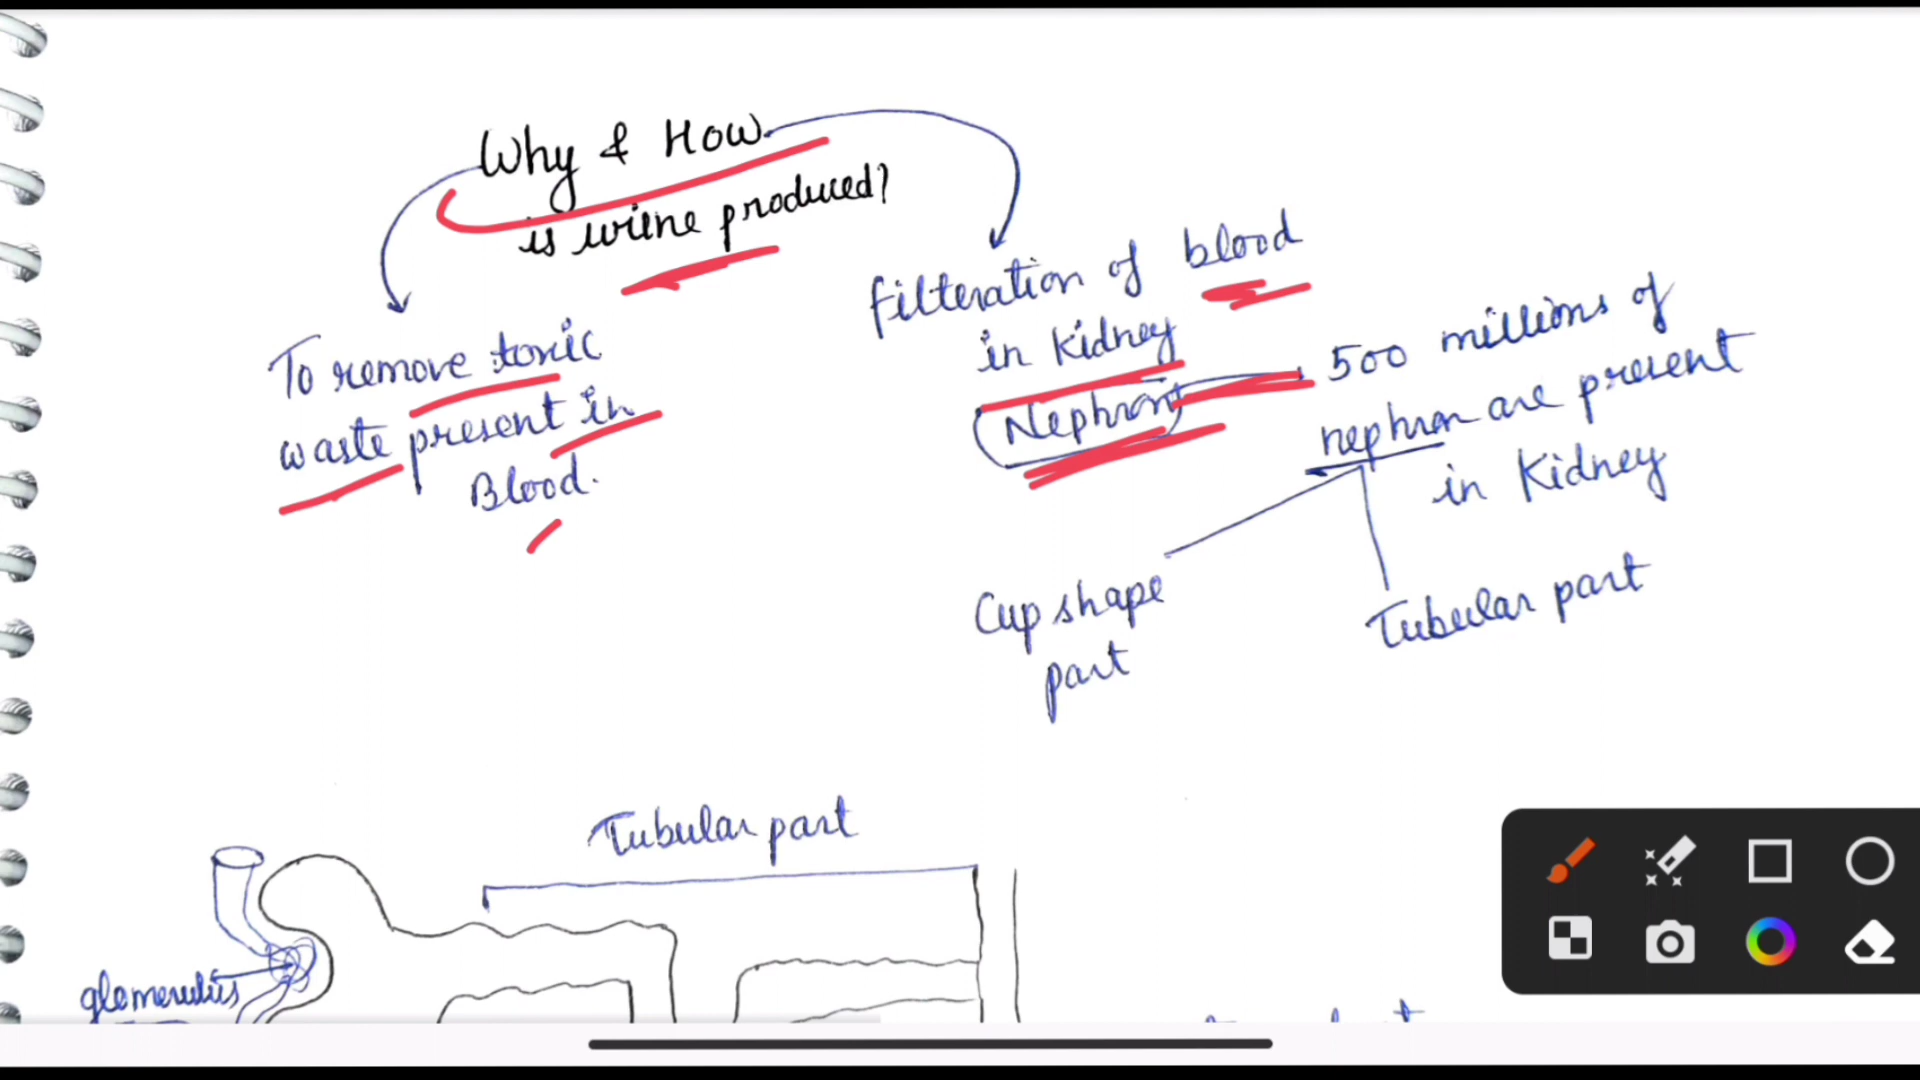 Why & How
is urine produced?
To remove toxic
waste present in
Blood.
filteration of blood
in Kidney
Nephron
500 millions of
nephron are present
in Kidney
Cup shape
part
Tubular part
Tubular part
glomerulus